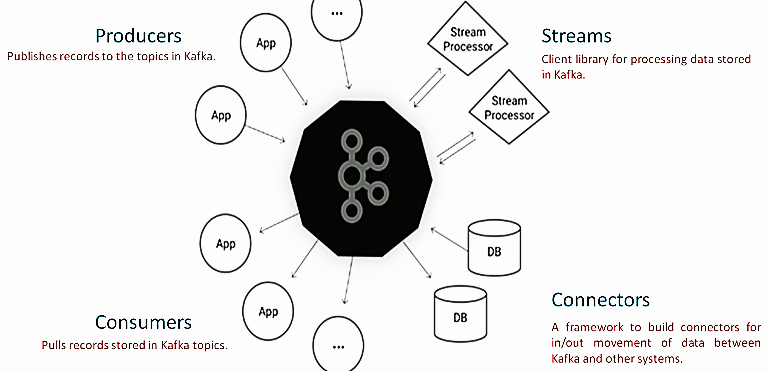 Producers
Publishes records to the topics in Kafka.
App
...
App
Stream
Processor
Streams
Client library for processing data stored
in Kafka.
Stream
Processor
App
App
...
Consumers
Pulls records stored in Kafka topics.
DB
DB
Connectors
A framework to build connectors for
in/out movement of data between
Kafka and other systems.